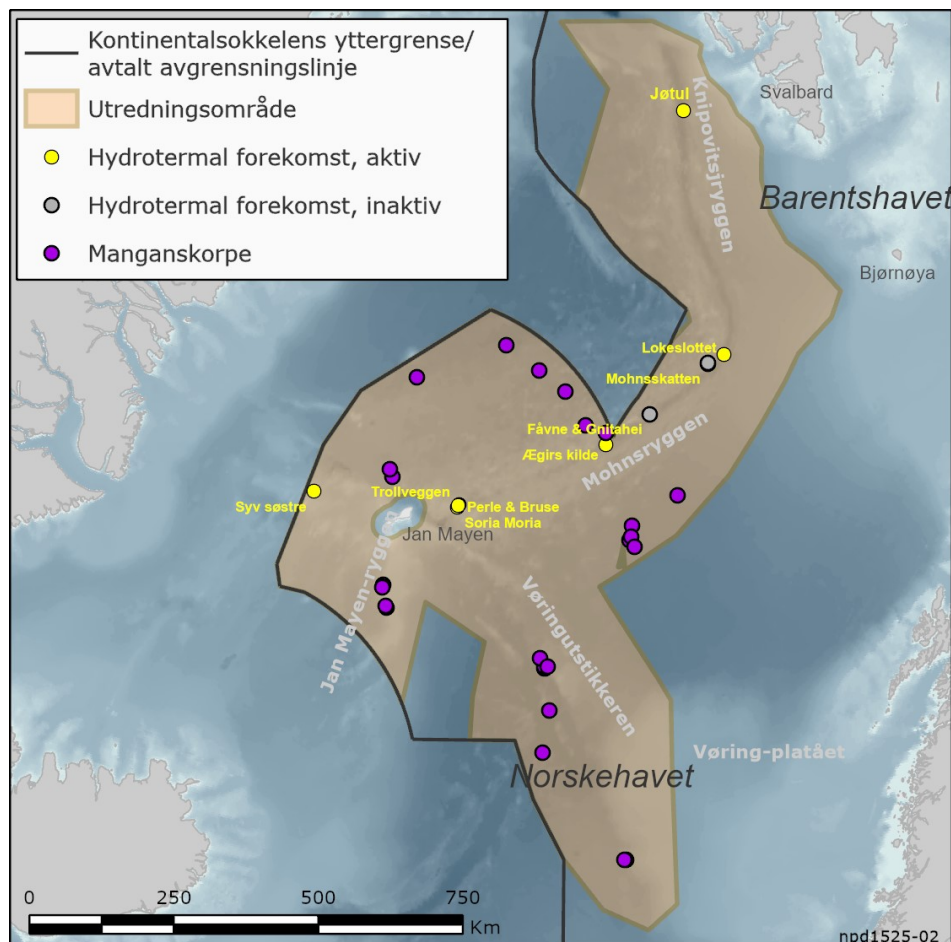 Kontinentalsokkelens yttergrense/
avtalt avgrensningslinje
Utredningsområde
Hydrotermal forekomst, aktiv
Hydrotermal forekomst, inaktiv
Manganskorpe
Jøtul
Svalbard
Knipovitsjryggen
Barentshavet
Bjørnøya
Lokeslottet
Mohnsskatten
Fåvne & Gnitahei
Ægirs kilde
Mohnsryggen
Trollveggen
Syv søstre
Perle & Bruse
Soria Moria
Jan Mayen
Jan Mayen-ryggen
Vøringutstikkeren
Vøring-platået
Norskehavet
0 250 500 750
Km
npd1525-02